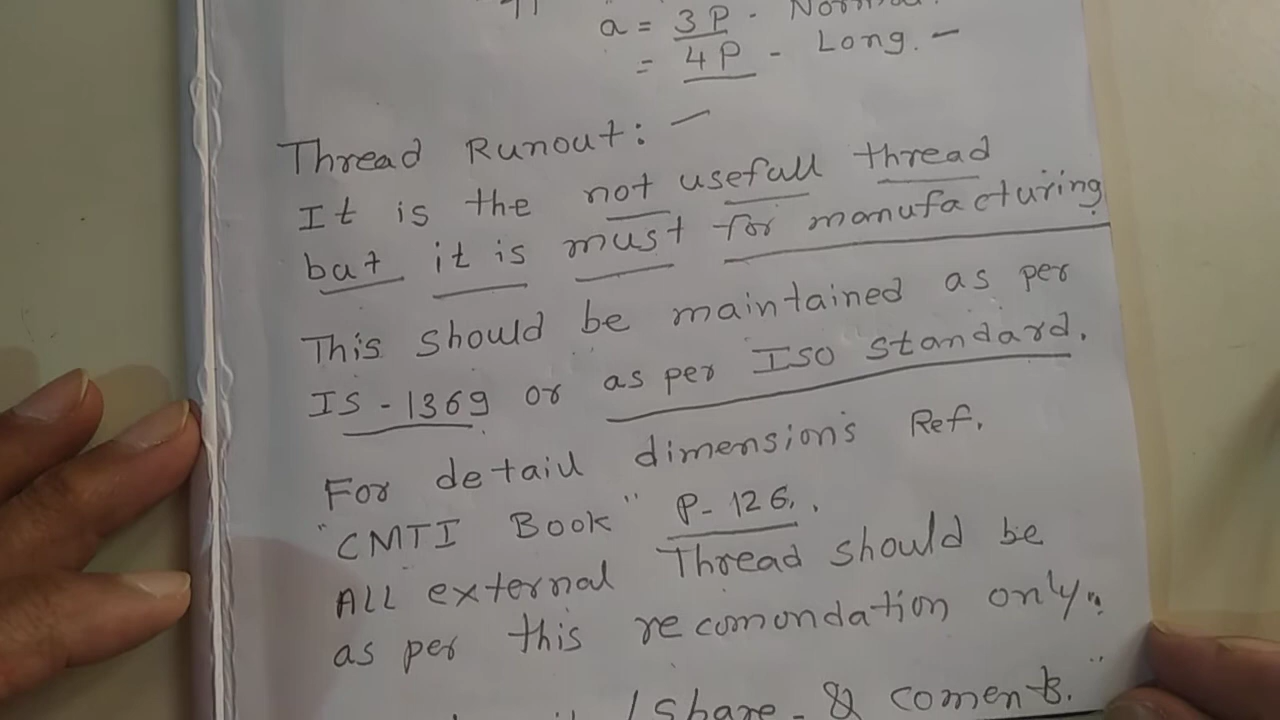 a = 3P - Normal.
= 4P - Long. -
Thread Runout: -
It is the not usefull thread
but it is must for manufacturing
This should be maintained as per
IS - 1369 or as per ISO standard.
For detail dimensions Ref.
"CMTI Book" P-126.
ALL external Thread should be
as per this recomondation only.
/ share - & coments."